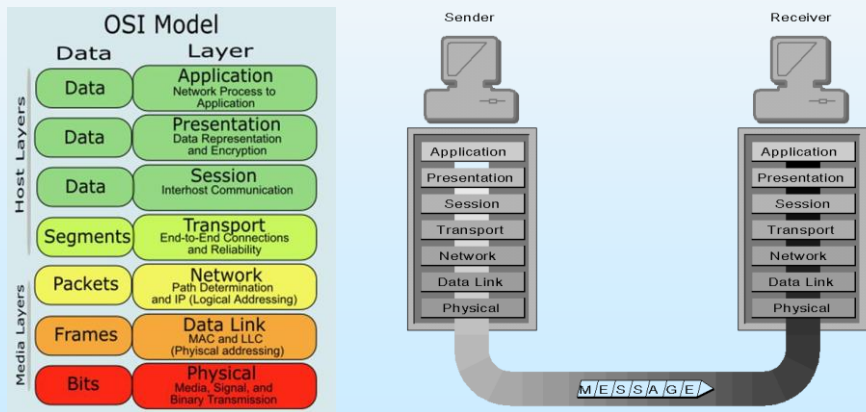 OSI Model
Data Layer
Host Layers
Data
Application
Network Process to
Application
Data
Presentation
Data Representation
and Encryption
Data
Session
Interhost Communication
Segments
Transport
End-to-End Connections
and Reliability
Media Layers
Packets
Network
Path Determination
and IP (Logical Addressing)
Frames
Data Link
MAC and LLC
(Phyiscal addressing)
Bits
Physical
Media, Signal, and
Binary Transmission
Sender
Application
Presentation
Session
Transport
Network
Data Link
Physical
Receiver
Application
Presentation
Session
Transport
Network
Data Link
Physical
M/E/S/S/A/G/E